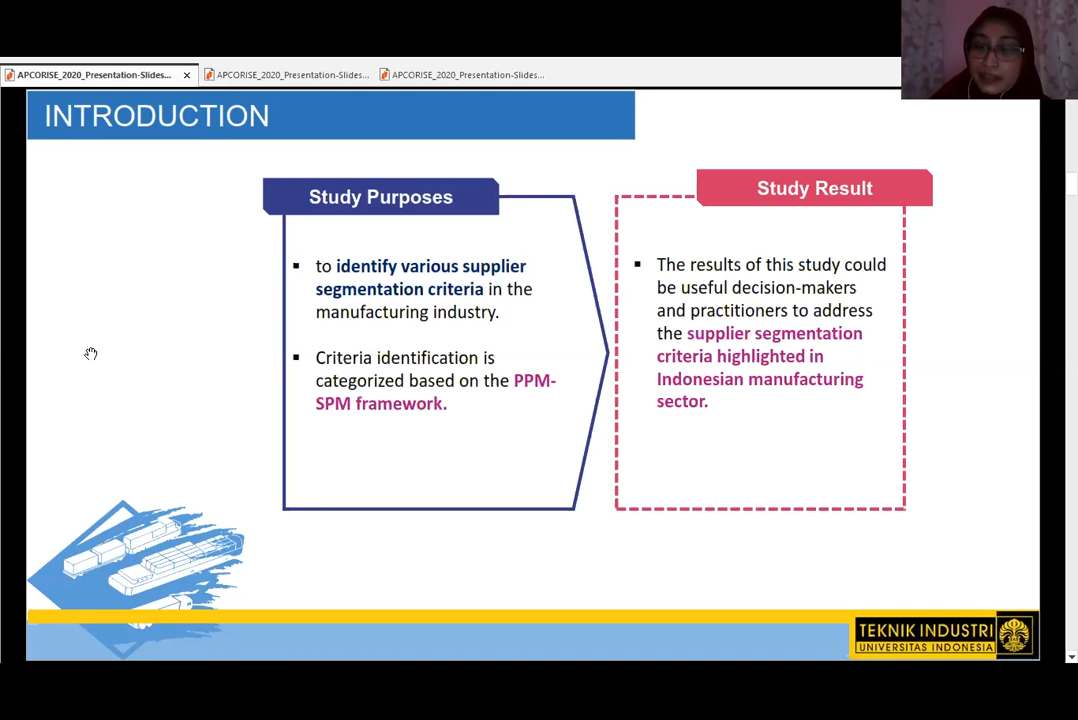 APCORISE_2020_Presentation-Slides...
APCORISE_2020_Presentation-Slides...
APCORISE_2020_Presentation-Slides...
INTRODUCTION
Study Purposes
▪ to identify various supplier
segmentation criteria in the
manufacturing industry.
▪ Criteria identification is
categorized based on the PPM-
SPM framework.
Study Result
▪ The results of this study could
be useful decision-makers
and practitioners to address
the supplier segmentation
criteria highlighted in
Indonesian manufacturing
sector.
TEKNIK INDUSTRI
UNIVERSITAS INDONESIA